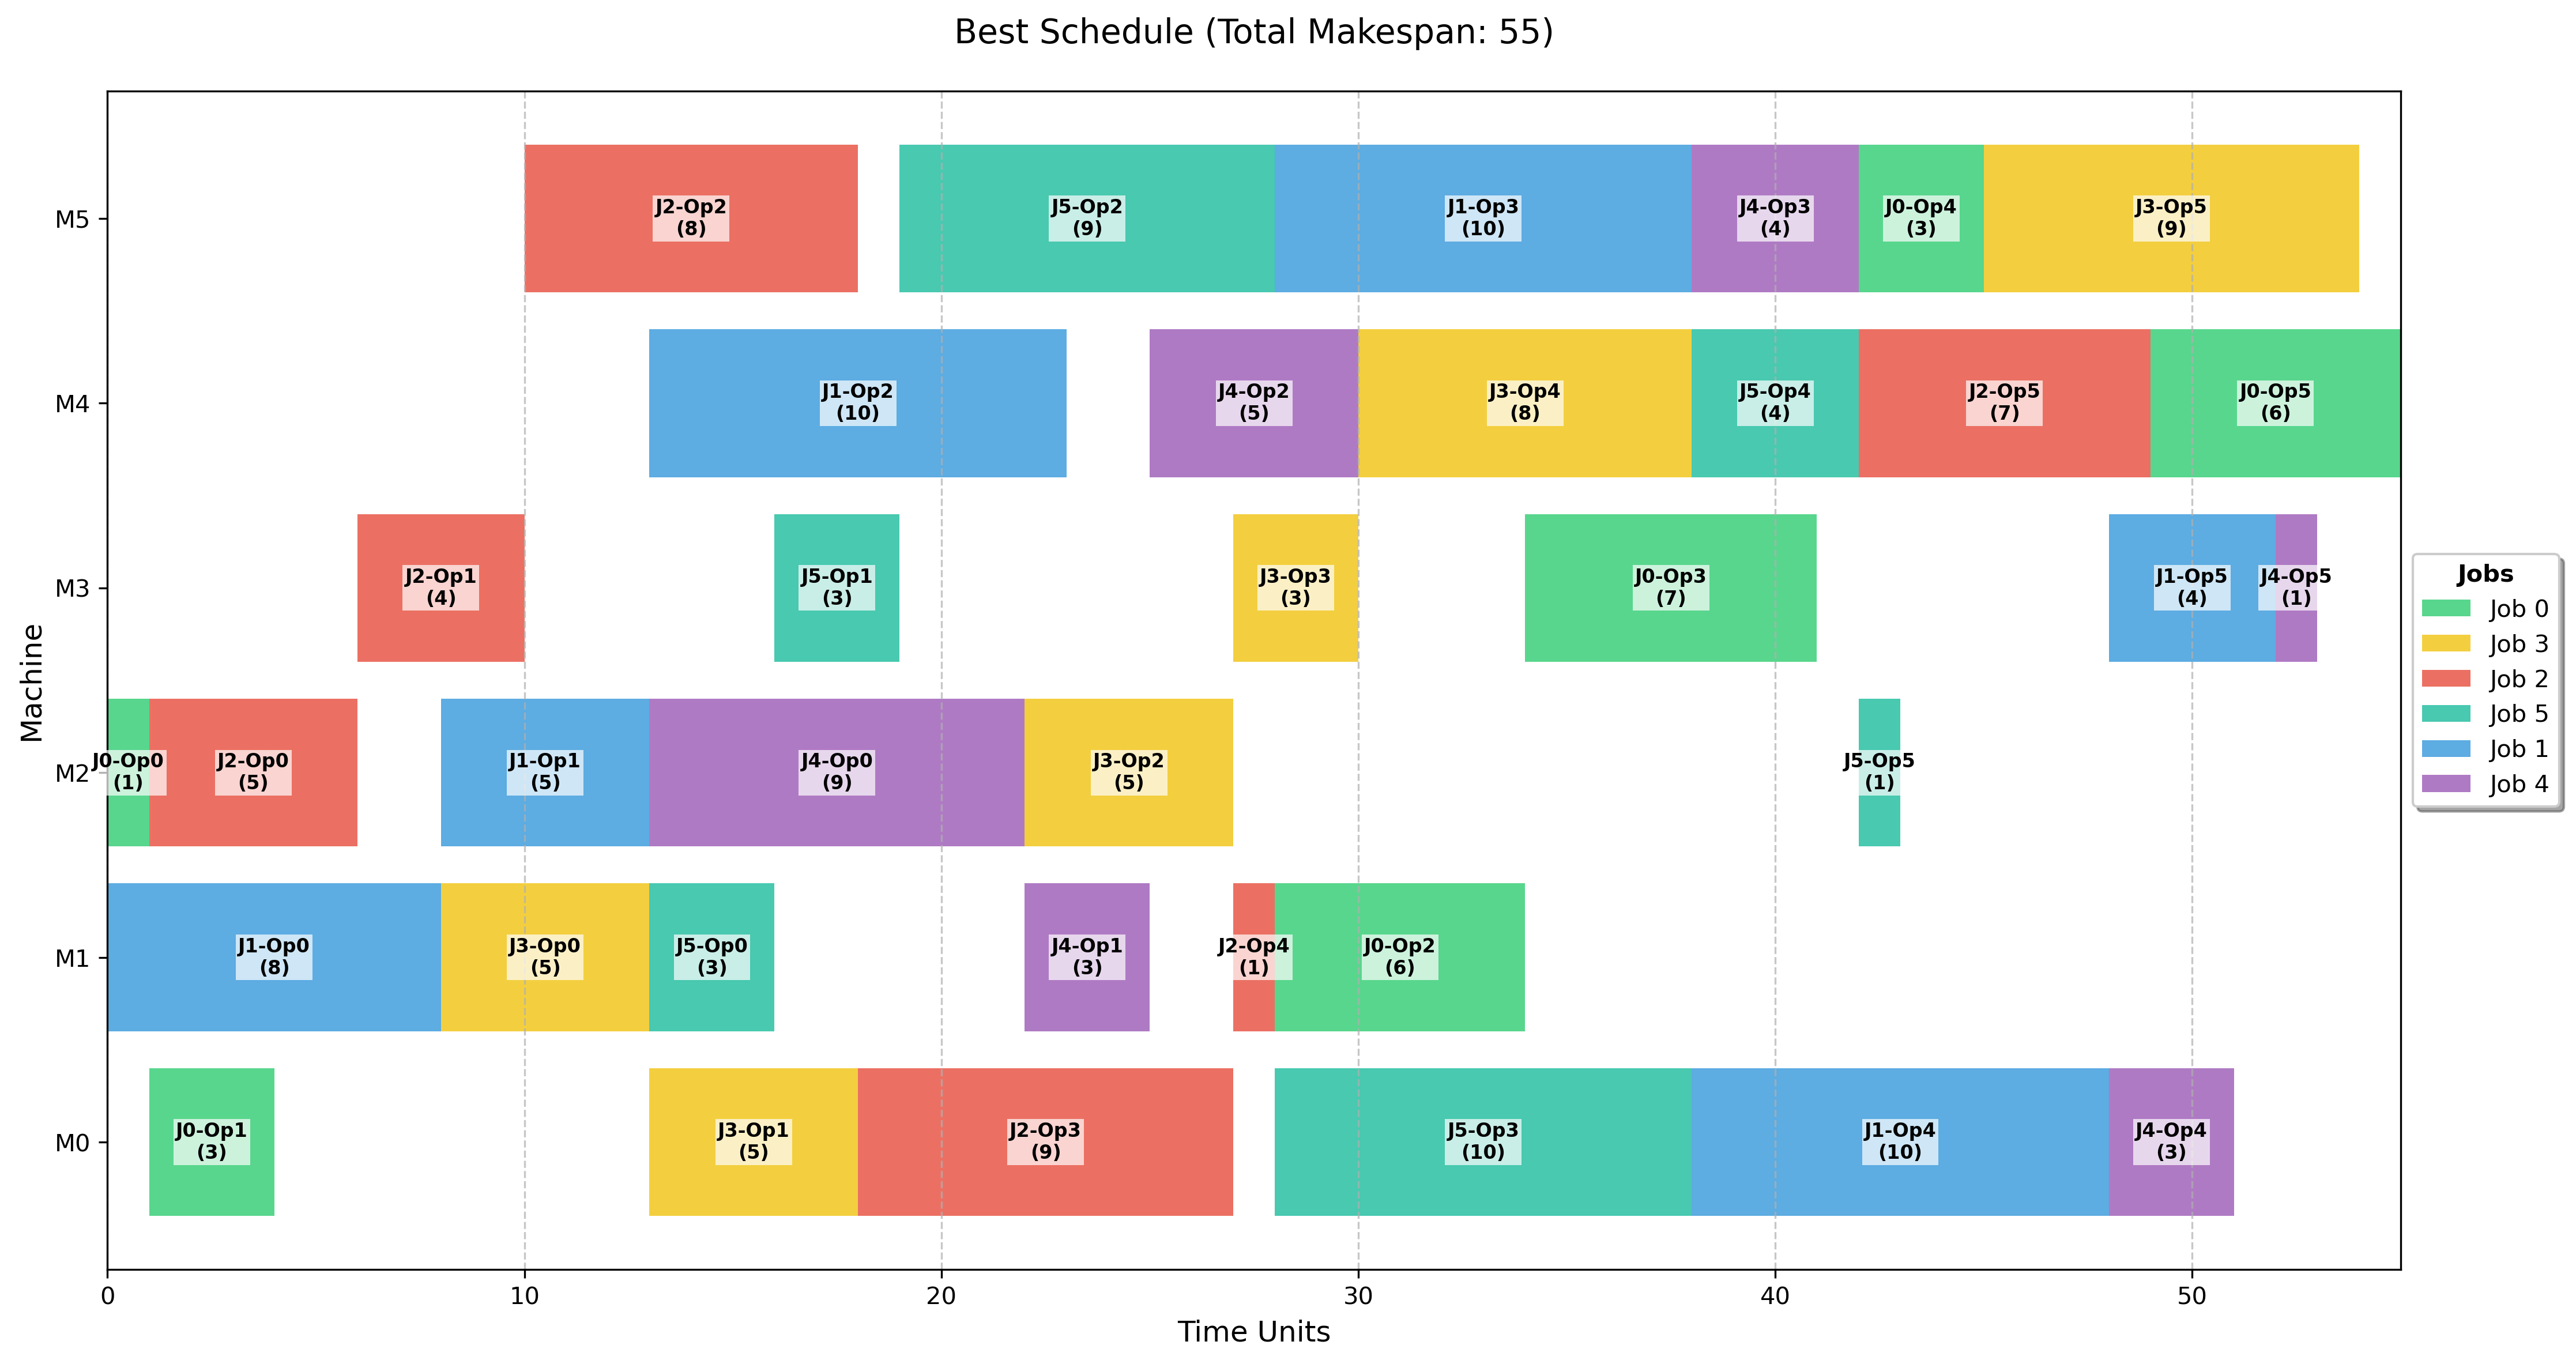 Best Schedule (Total Makespan: 55)
Machine
M5
J2-Op2
(8)
J5-Op2
(9)
J1-Op3
(10)
J4-Op3
(4)
J0-Op4
(3)
J3-Op5
(9)
M4
J1-Op2
(10)
J4-Op2
(5)
J3-Op4
(8)
J5-Op4
(4)
J2-Op5
(7)
J0-Op5
(6)
M3
J2-Op1
(4)
J5-Op1
(3)
J3-Op3
(3)
J0-Op3
(7)
J1-Op5
(4)
J4-Op5
(1)
M2
J0-Op0
(1)
J2-Op0
(5)
J1-Op1
(5)
J4-Op0
(9)
J3-Op2
(5)
J5-Op5
(1)
M1
J1-Op0
(8)
J3-Op0
(5)
J5-Op0
(3)
J4-Op1
(3)
J2-Op4
(1)
J0-Op2
(6)
M0
J0-Op1
(3)
J3-Op1
(5)
J2-Op3
(9)
J5-Op3
(10)
J1-Op4
(10)
J4-Op4
(3)
0 10 20 30 40 50
Time Units
Jobs
Job 0
Job 3
Job 2
Job 5
Job 1
Job 4